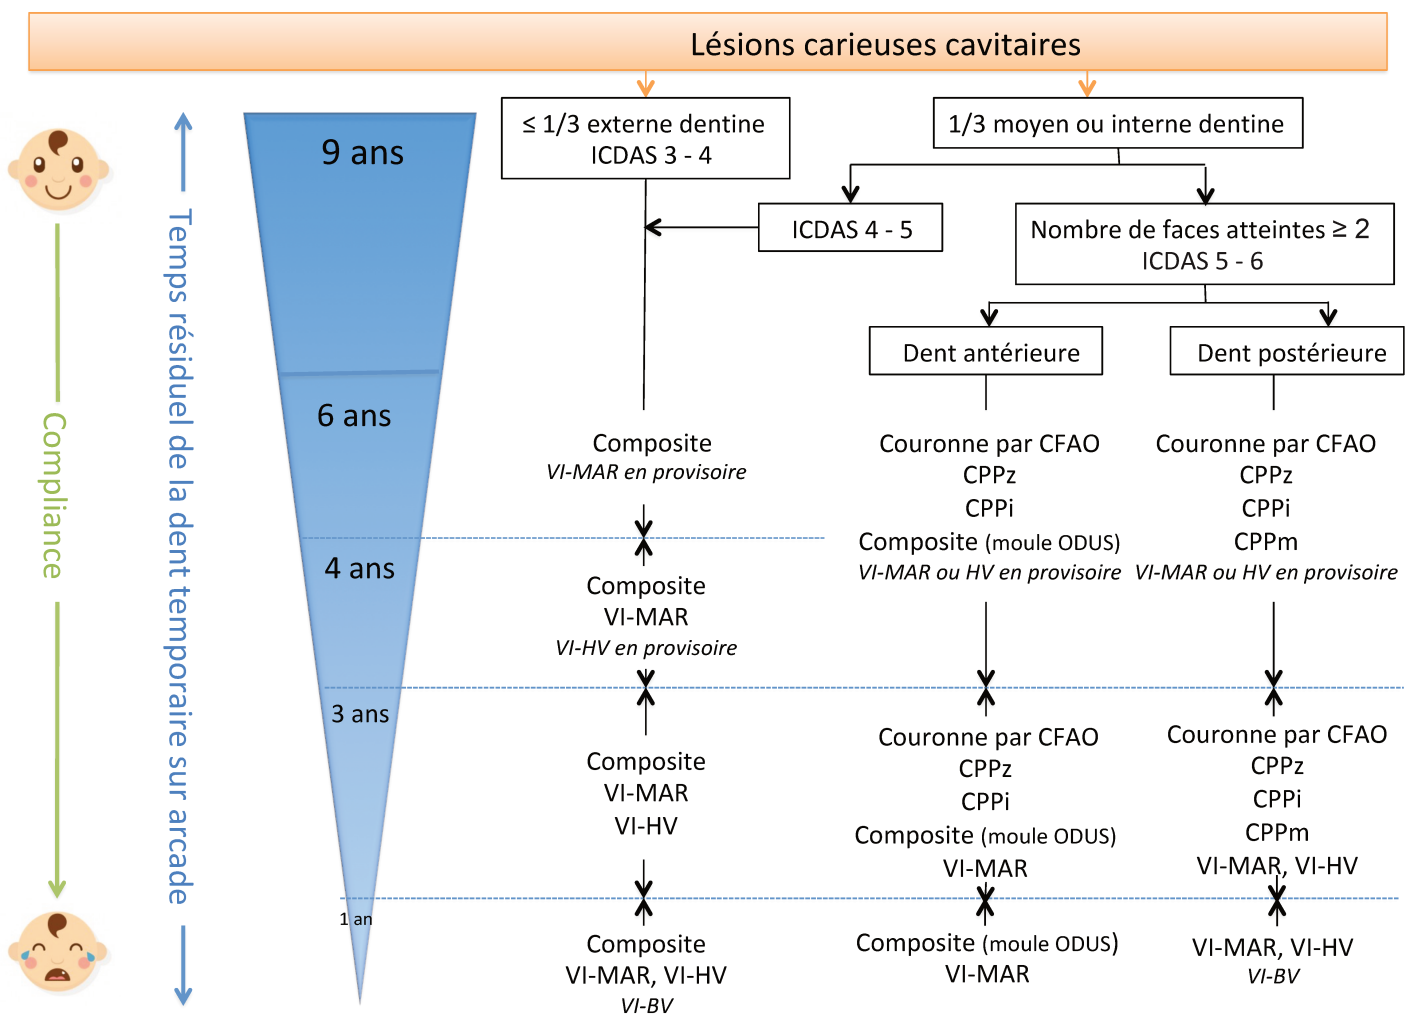 Lésions carieuses cavitaires
≤ 1/3 externe dentine
ICDAS 3 - 4
1/3 moyen ou interne dentine
ICDAS 4 - 5
Nombre de faces atteintes ≥ 2
ICDAS 5 - 6
Dent antérieure
Dent postérieure
Compliance
Temps résiduel de la dent temporaire sur arcade
9 ans
6 ans
4 ans
3 ans
1 an
Composite
VI-MAR en provisoire
Composite
VI-MAR
VI-HV en provisoire
Composite
VI-MAR
VI-HV
Composite
VI-MAR, VI-HV
VI-BV
Couronne par CFAO
CPPz
CPPi
Composite (moule ODUS)
VI-MAR ou HV en provisoire
Couronne par CFAO
CPPz
CPPi
Composite (moule ODUS)
VI-MAR
Composite (moule ODUS)
VI-MAR
Couronne par CFAO
CPPz
CPPi
CPPm
VI-MAR ou HV en provisoire
Couronne par CFAO
CPPz
CPPi
CPPm
VI-MAR, VI-HV
VI-MAR, VI-HV
VI-BV